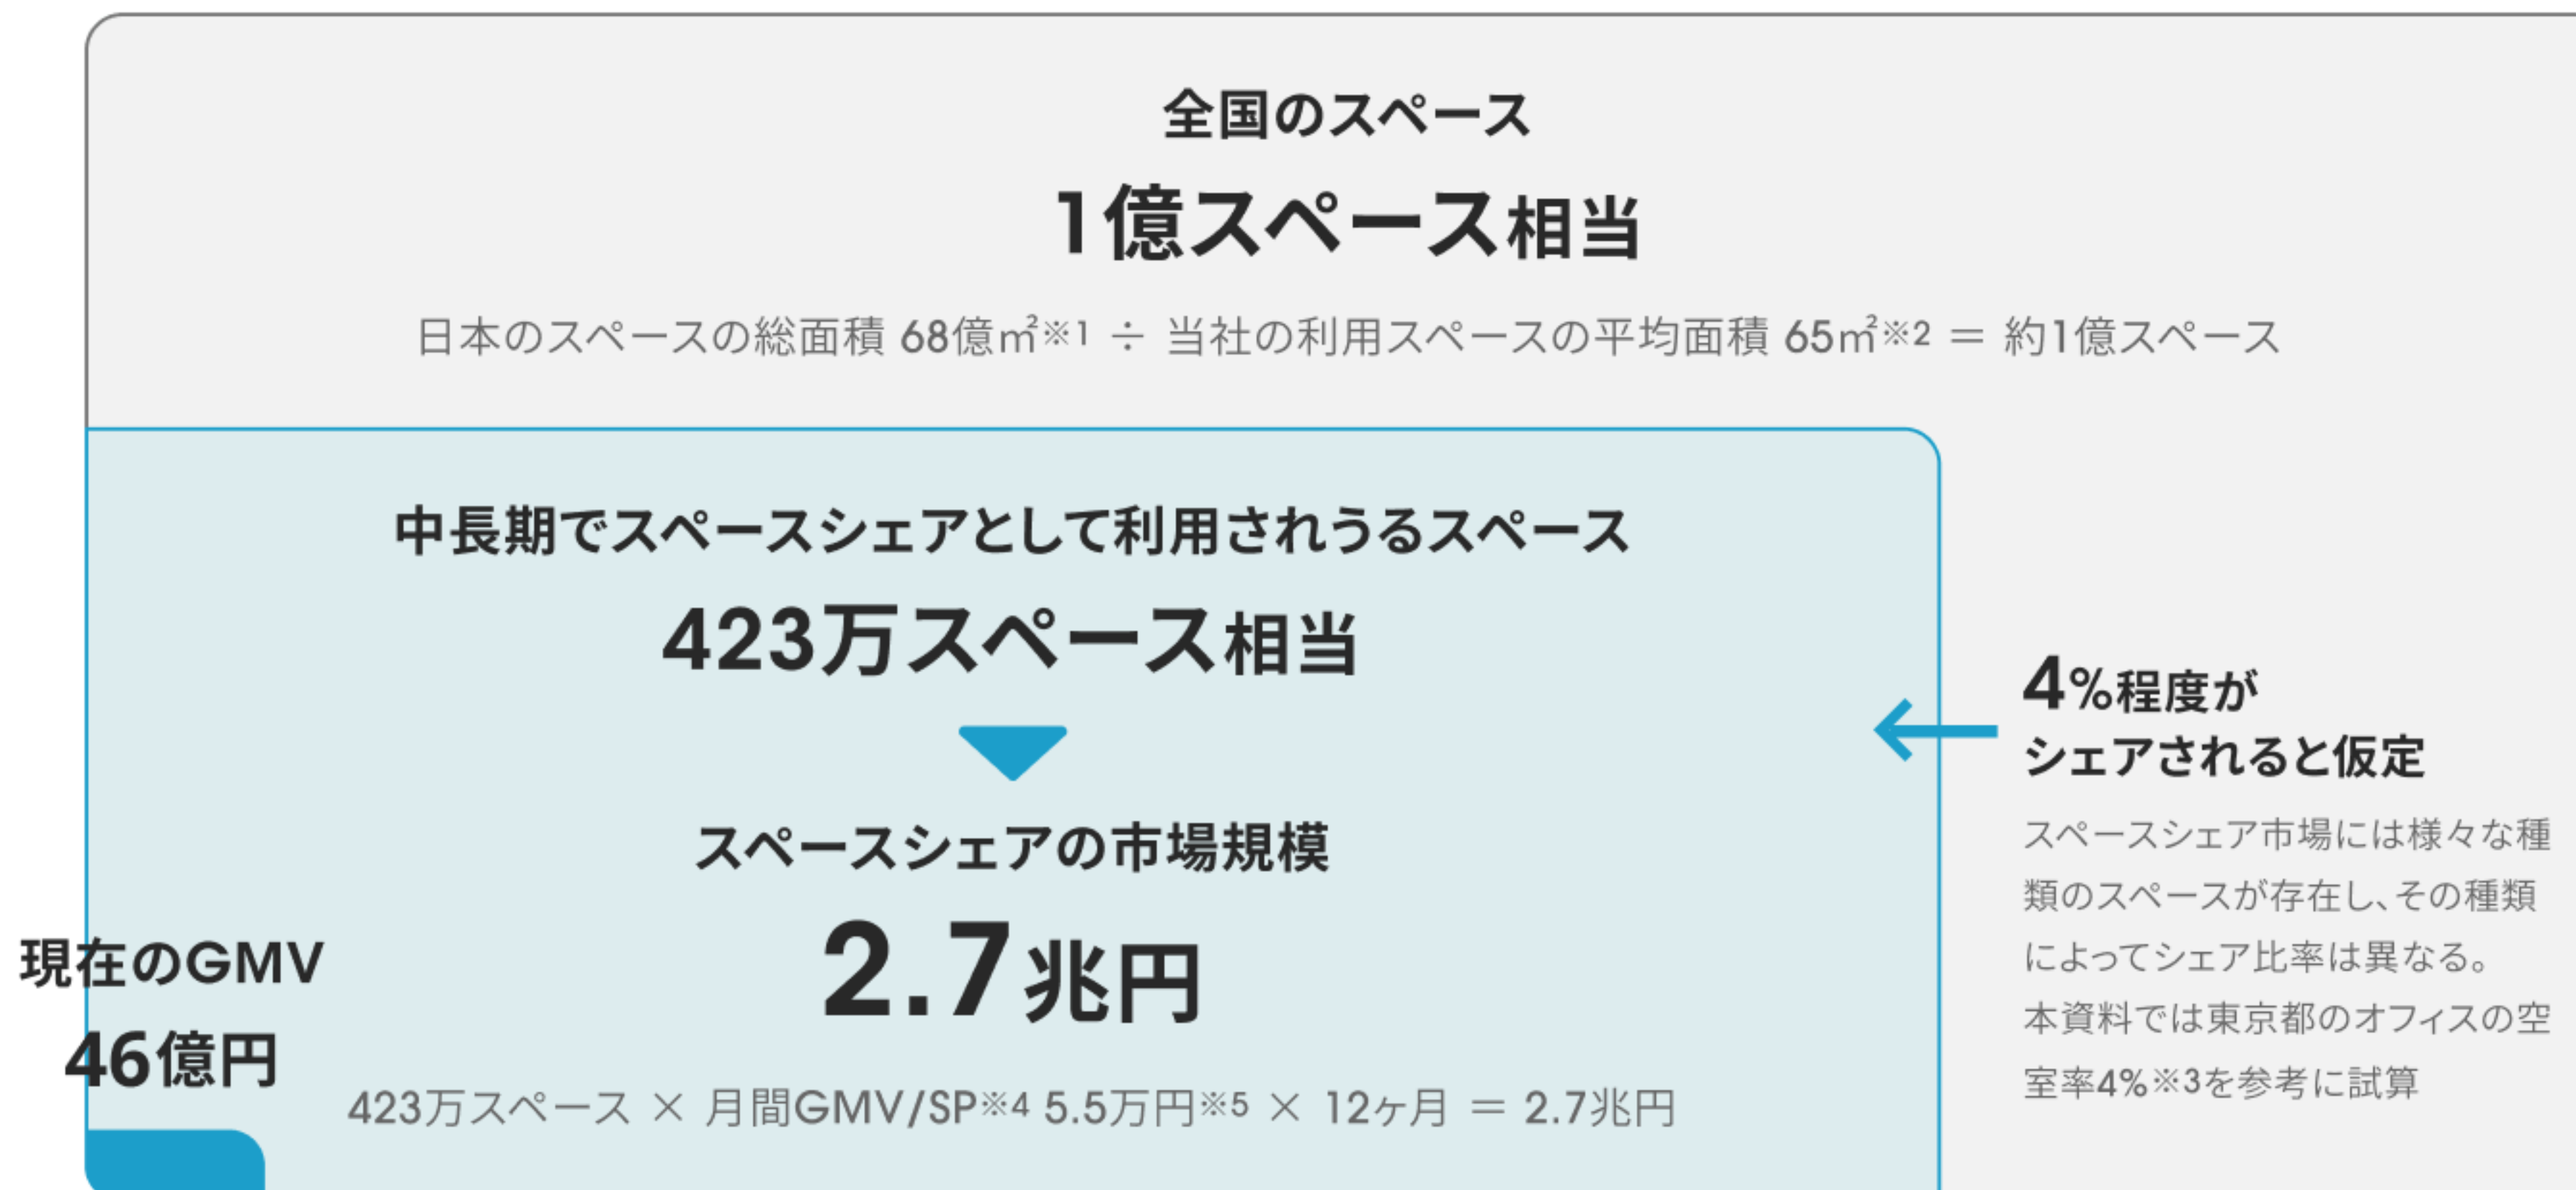 全国のスペース
1億スペース相当
日本のスペースの総面積 68億㎡※1 ÷ 当社の利用スペースの平均面積 65㎡※2 ＝ 約1億スペース
中長期でスペースシェアとして利用されうるスペース
423万スペース相当
スペースシェアの市場規模
2.7兆円
423万スペース × 月間GMV/SP※4 5.5万円※5 × 12ヶ月 ＝ 2.7兆円
現在のGMV
46億円
4%程度が
シェアされると仮定
スペースシェア市場には様々な種
類のスペースが存在し、その種類
によってシェア比率は異なる。
本資料では東京都のオフィスの空
室率4%※3を参考に試算